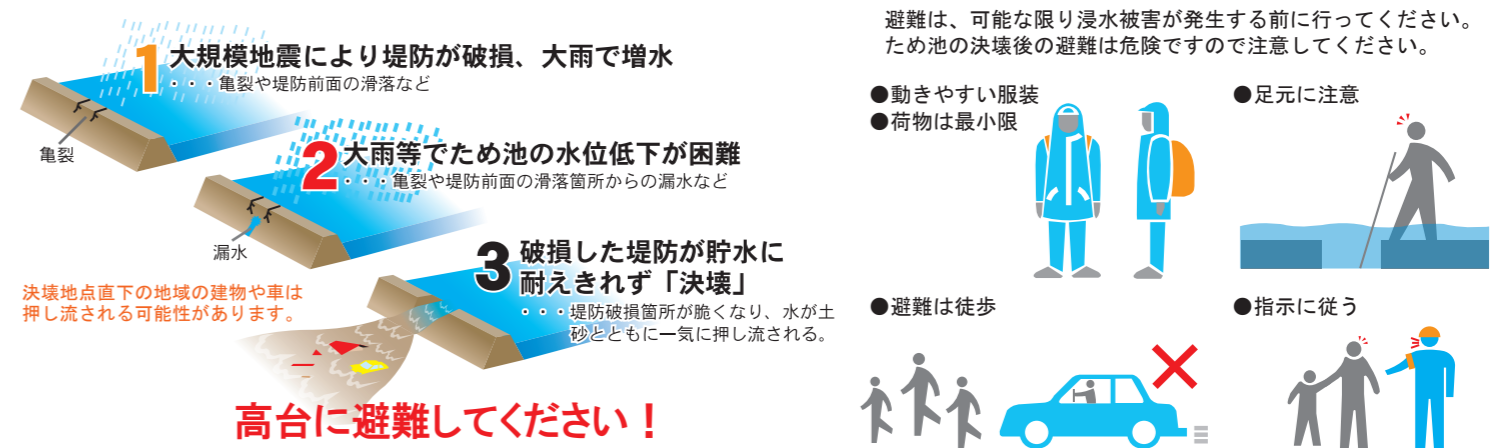 1 大規模地震により堤防が破損、大雨で増水
・・・亀裂や堤防前面の滑落など
亀裂
2 大雨等でため池の水位低下が困難
・・・亀裂や堤防前面の滑落箇所からの漏水など
漏水
3 破損した堤防が貯水に
耐えきれず「決壊」
・・・堤防破損箇所が脆くなり、水が土
砂とともに一気に押し流される。
決壊地点直下の地域の建物や車は
押し流される可能性があります。
高台に避難してください！
避難は、可能な限り浸水被害が発生する前に行ってください。
ため池の決壊後の避難は危険ですので注意してください。
●動きやすい服装
●荷物は最小限
●足元に注意
●避難は徒歩
●指示に従う